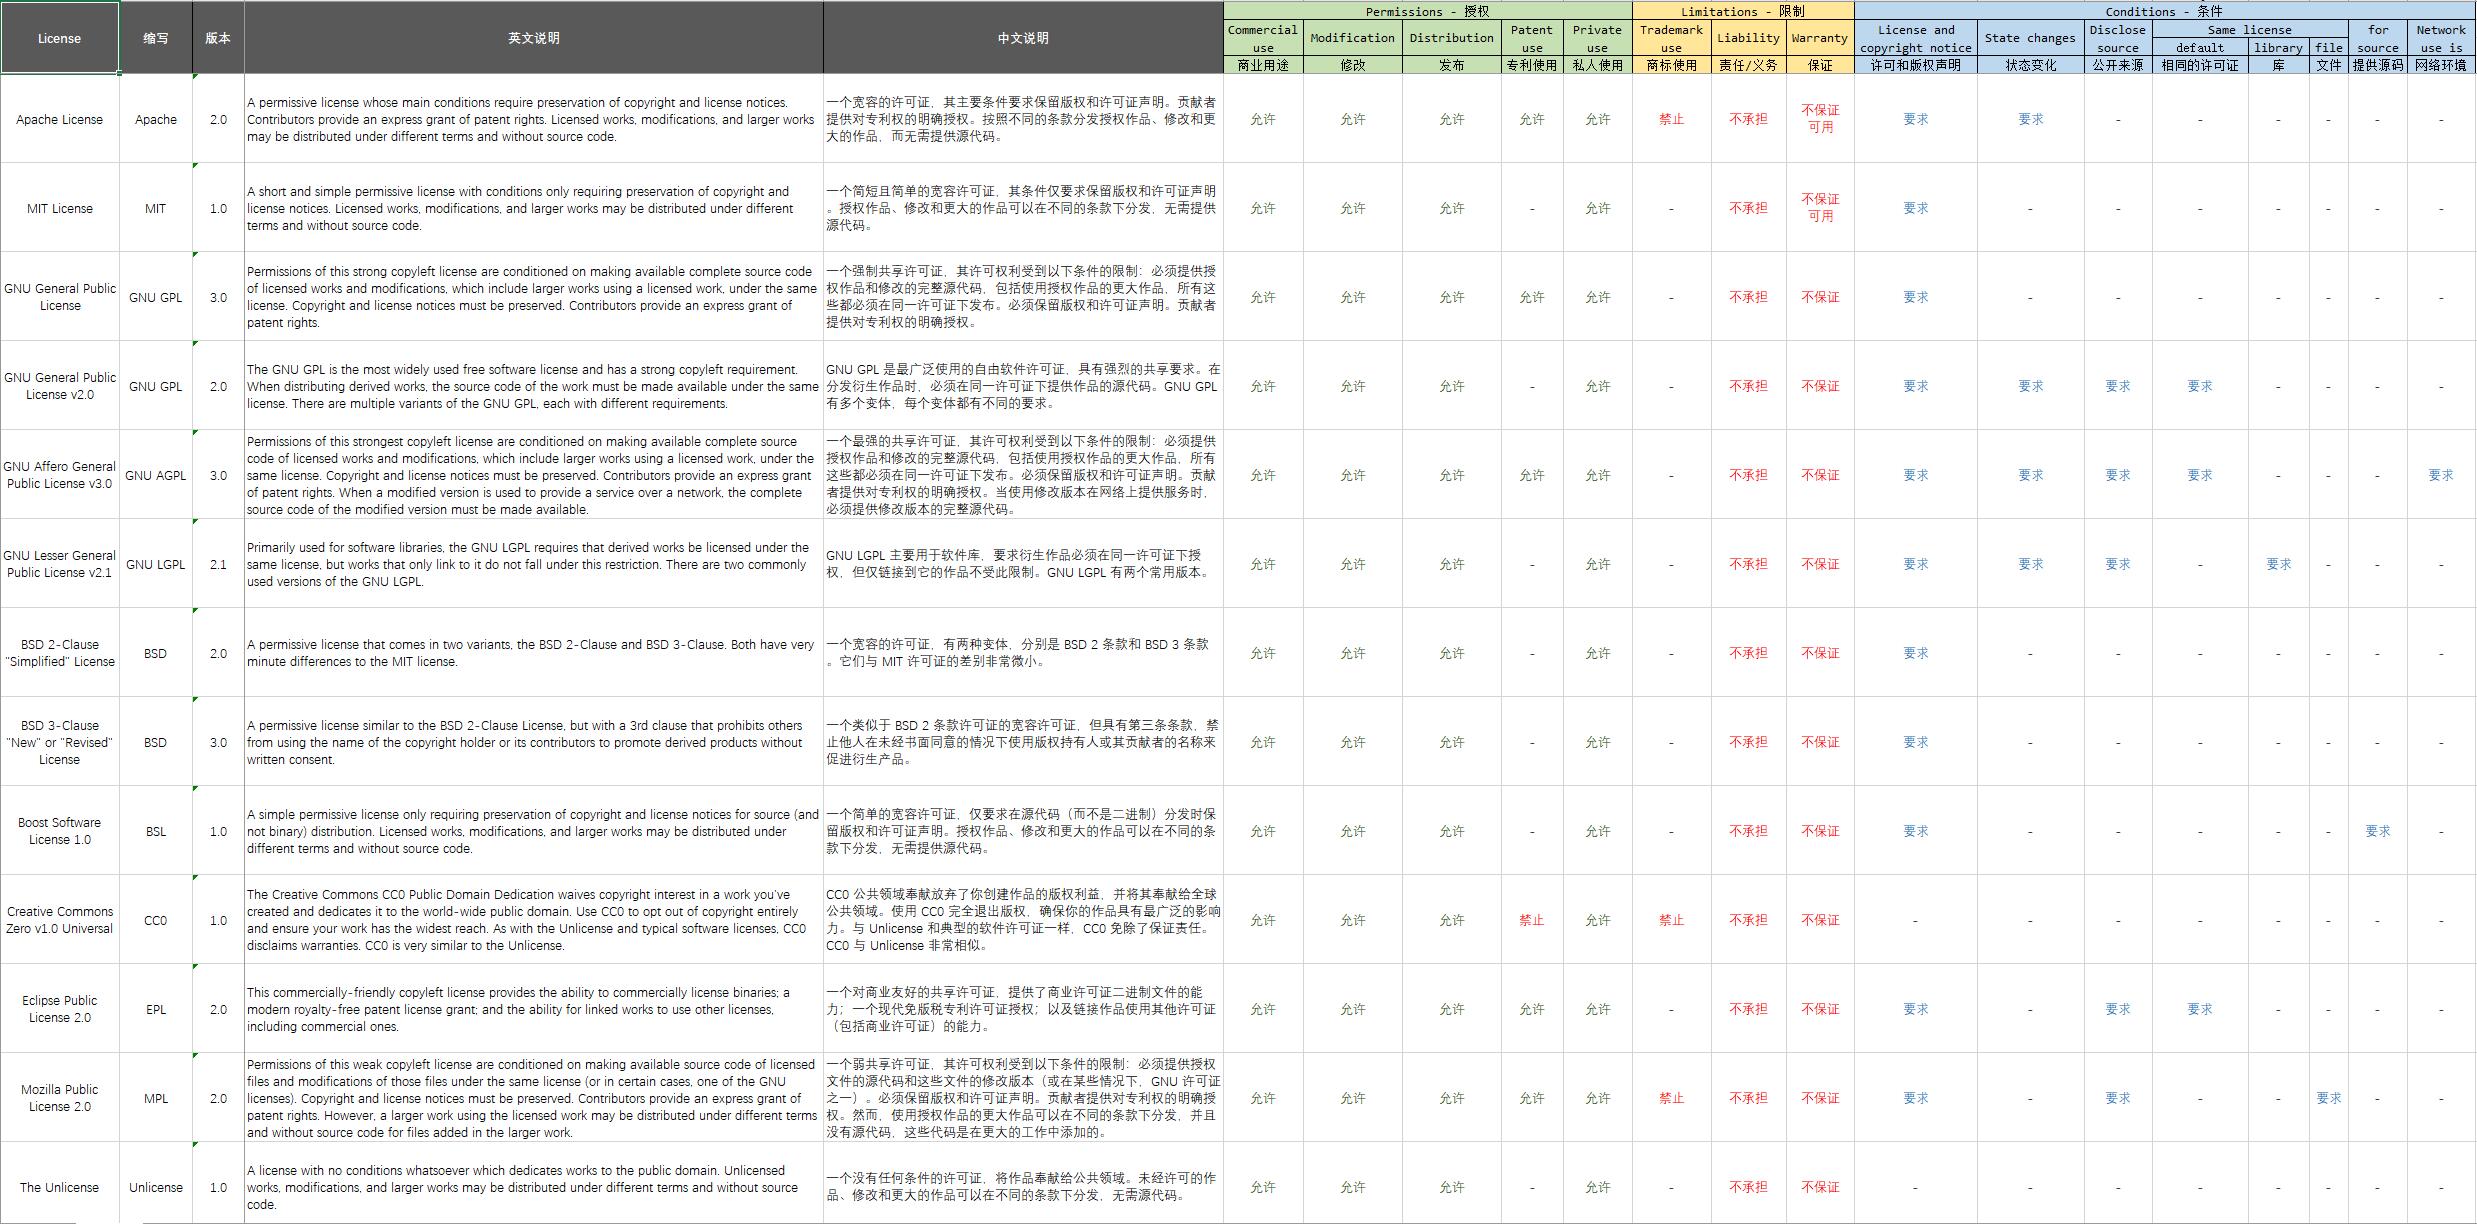 License
缩写
版本
英文说明
中文说明
Permissions - 授权
Limitations - 限制
Conditions - 条件
Commercial
use
Modification
Distribution
Patent
use
Private
use
Trademark
use
Liability
Warranty
License and
copyright notice
State changes
Disclose
source
Same license
default
library
file
for
source
Network
use is
商业用途
修改
发布
专利使用
私人使用
商标使用
责任/义务
保证
许可和版权声明
状态变化
公开来源
相同的许可证
库
文件
提供源码
网络环境
Apache License
Apache
2.0
A permissive license whose main conditions require preservation of copyright and license notices.
Contributors provide an express grant of patent rights. Licensed works, modifications, and larger works
may be distributed under different terms and without source code.
一个宽容的许可证，其主要条件要求保留版权和许可证声明。贡献者
提供对专利权的明确授权。按照不同的条款分发授权作品、修改和更
大的作品，而无需提供源代码。
允许 允许 允许 允许 允许 禁止 不承担 不保证
可用
要求 要求 - - - - - -
MIT License
MIT
1.0
A short and simple permissive license with conditions only requiring preservation of copyright and
license notices. Licensed works, modifications, and larger works may be distributed under different
terms and without source code.
一个简短且简单的宽容许可证，其条件仅要求保留版权和许可证声明
。授权作品、修改和更大的作品可以在不同的条款下分发，无需提供
源代码。
允许 允许 允许 - 允许 - 不承担 不保证
可用
要求 - - - - - - -
GNU General Public
License
GNU GPL
3.0
Permissions of this strong copyleft license are conditioned on making available complete source code
of licensed works and modifications, which include larger works using a licensed work, under the same
license. Copyright and license notices must be preserved. Contributors provide an express grant of
patent rights.
一个强制共享许可证，其许可权利受到以下条件的限制：必须提供授
权作品和修改的完整源代码，包括使用授权作品的更大作品，所有这
些都必须在同一许可证下发布。必须保留版权和许可证声明。贡献者
提供对专利权的明确授权。
允许 允许 允许 允许 允许 - 不承担 不保证 要求 - - - - - - -
GNU General Public
License v2.0
GNU GPL
2.0
The GNU GPL is the most widely used free software license and has a strong copyleft requirement.
When distributing derived works, the source code of the work must be made available under the same
license. There are multiple variants of the GNU GPL, each with different requirements.
GNU GPL 是最广泛使用的自由软件许可证，具有强烈的共享要求。在
分发衍生作品时，必须在同一许可证下提供作品的源代码。GNU GPL
有多个变体，每个变体都有不同的要求。
允许 允许 允许 - 允许 - 不承担 不保证 要求 要求 要求 要求 - - - -
GNU Affero General
Public License v3.0
GNU AGPL
3.0
Permissions of this strongest copyleft license are conditioned on making available complete source
code of licensed works and modifications, which include larger works using a licensed work, under the
same license. Copyright and license notices must be preserved. Contributors provide an express grant
of patent rights. When a modified version is used to provide a service over a network, the complete
source code of the modified version must be made available.
一个最强的共享许可证，其许可权利受到以下条件的限制：必须提供
授权作品和修改的完整源代码，包括使用授权作品的更大作品，所有
这些都必须在同一许可证下发布。必须保留版权和许可证声明。贡献
者提供对专利权的明确授权。当使用修改版本在网络上提供服务时，
必须提供修改版本的完整源代码。
允许 允许 允许 允许 允许 - 不承担 不保证 要求 要求 要求 要求 - - - 要求
GNU Lesser General
Public License v2.1
GNU LGPL
2.1
Primarily used for software libraries, the GNU LGPL requires that derived works be licensed under the
same license, but works that only link to it do not fall under this restriction. There are two commonly
used versions of the GNU LGPL.
GNU LGPL 主要用于软件库，要求衍生作品必须在同一许可证下授
权，但仅链接到它的作品不受此限制。GNU LGPL 有两个常用版本。
允许 允许 允许 - 允许 - 不承担 不保证 要求 要求 要求 - 要求 - - -
BSD 2-Clause
"Simplified" License
BSD
2.0
A permissive license that comes in two variants, the BSD 2-Clause and BSD 3-Clause. Both have very
minute differences to the MIT license.
一个宽容的许可证，有两种变体，分别是 BSD 2 条款和 BSD 3 条款
。它们与 MIT 许可证的差别非常微小。
允许 允许 允许 - 允许 - 不承担 不保证 要求 - - - - - - -
BSD 3-Clause
"New" or "Revised"
License
BSD
3.0
A permissive license similar to the BSD 2-Clause License, but with a 3rd clause that prohibits others
from using the name of the copyright holder or its contributors to promote derived products without
written consent.
一个类似于 BSD 2 条款许可证的宽容许可证，但具有第三条条款，禁
止他人在未经书面同意的情况下使用版权持有人或其贡献者的名称来
促进衍生产品。
允许 允许 允许 - 允许 - 不承担 不保证 要求 - - - - - - -
Boost Software
License 1.0
BSL
1.0
A simple permissive license only requiring preservation of copyright and license notices for source (and
not binary) distribution. Licensed works, modifications, and larger works may be distributed under
different terms and without source code.
一个简单的宽容许可证，仅要求在源代码（而不是二进制）分发时保
留版权和许可证声明。授权作品、修改和更大的作品可以在不同的条
款下分发，无需提供源代码。
允许 允许 允许 - 允许 - 不承担 不保证 要求 - - - - - 要求 -
Creative Commons
Zero v1.0 Universal
CC0
1.0
The Creative Commons CC0 Public Domain Dedication waives copyright interest in a work you've
created and dedicates it to the world-wide public domain. Use CC0 to opt out of copyright entirely
and ensure your work has the widest reach. As with the Unlicense and typical software licenses, CC0
disclaims warranties. CC0 is very similar to the Unlicense.
CC0 公共领域奉献放弃了你创建作品的版权利益，并将其奉献给全球
公共领域。使用 CC0 完全退出版权，确保你的作品具有最广泛的影响
力。与 Unlicense 和典型的软件许可证一样，CC0 免除了保证责任。
CC0 与 Unlicense 非常相似。
允许 允许 允许 禁止 允许 禁止 不承担 不保证 - - - - - - - -
Eclipse Public
License 2.0
EPL
2.0
This commercially-friendly copyleft license provides the ability to commercially license binaries; a
modern royalty-free patent license grant; and the ability for linked works to use other licenses,
including commercial ones.
一个对商业友好的共享许可证，提供了商业许可证二进制文件的能
力；一个现代免版税专利许可证授权；以及链接作品使用其他许可证
（包括商业许可证）的能力。
允许 允许 允许 允许 允许 - 不承担 不保证 要求 - 要求 要求 - - - -
Mozilla Public
License 2.0
MPL
2.0
Permissions of this weak copyleft license are conditioned on making available source code of licensed
files and modifications of those files under the same license (or in certain cases, one of the GNU
licenses). Copyright and license notices must be preserved. Contributors provide an express grant of
patent rights. However, a larger work using the licensed work may be distributed under different terms
and without source code for files added in the larger work.
一个弱共享许可证，其许可权利受到以下条件的限制：必须提供授权
文件的源代码和这些文件的修改版本（或在某些情况下，GNU 许可证
之一）。必须保留版权和许可证声明。贡献者提供对专利权的明确授
权。然而，使用授权作品的更大作品可以在不同的条款下分发，并且
没有源代码，这些代码是在更大的工作中添加的。
允许 允许 允许 允许 允许 禁止 不承担 不保证 要求 - 要求 - - 要求 - -
The Unlicense
Unlicense
1.0
A license with no conditions whatsoever which dedicates works to the public domain. Unlicensed
works, modifications, and larger works may be distributed under different terms and without source
code.
一个没有任何条件的许可证，将作品奉献给公共领域。未经许可的作
品、修改和更大的作品可以在不同的条款下分发，无需源代码。
允许 允许 允许 - 允许 - 不承担 不保证 - - - - - - - -